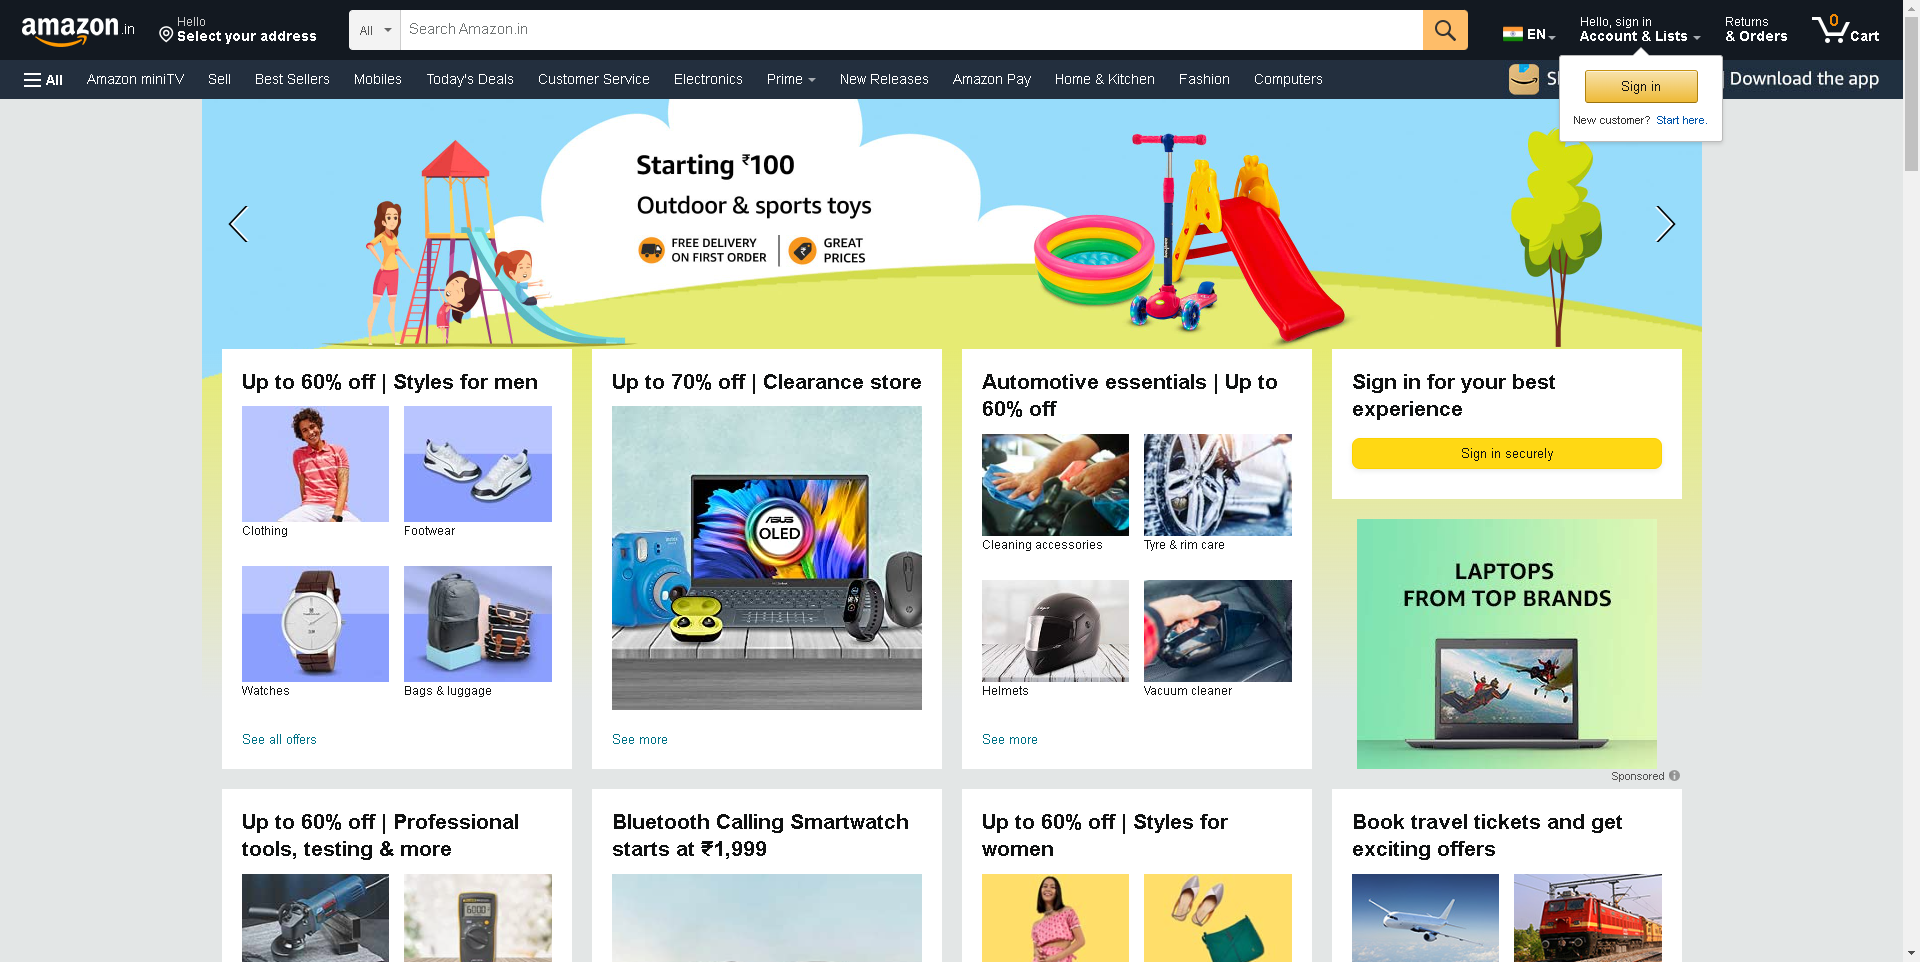 amazon.in
Hello
Select your address
All
Search Amazon.in
EN
Hello, sign in
Account & Lists
Returns
& Orders
0
Cart
All
Amazon miniTV
Sell
Best Sellers
Mobiles
Today's Deals
Customer Service
Electronics
Prime
New Releases
Amazon Pay
Home & Kitchen
Fashion
Computers
Download the app
Sign in
New customer? Start here.
Starting ₹100
Outdoor & sports toys
FREE DELIVERY
ON FIRST ORDER
GREAT
PRICES
Up to 60% off | Styles for men
Clothing
Footwear
Watches
Bags & luggage
See all offers
Up to 70% off | Clearance store
ASUS
OLED
See more
Automotive essentials | Up to
60% off
Cleaning accessories
Tyre & rim care
Helmets
Vacuum cleaner
See more
Sign in for your best
experience
Sign in securely
LAPTOPS
FROM TOP BRANDS
Sponsored
Up to 60% off | Professional
tools, testing & more
Bluetooth Calling Smartwatch
starts at ₹1,999
Up to 60% off | Styles for
women
Book travel tickets and get
exciting offers